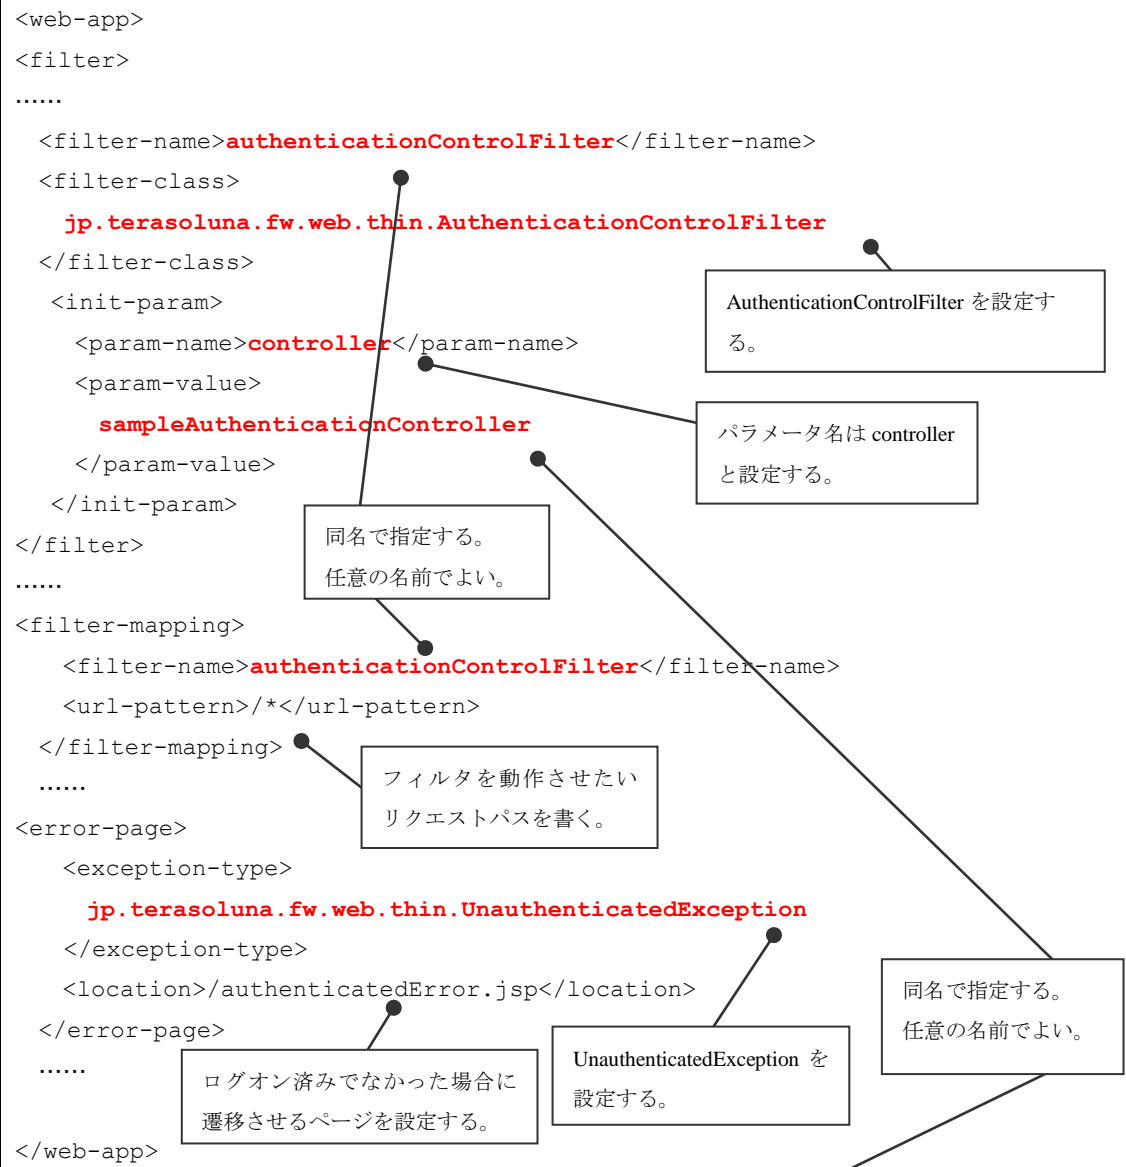 <web-app>
<filter>
……
<filter-name>authenticationControlFilter</filter-name>
<filter-class>
jp.terasoluna.fw.web.thin.AuthenticationControlFilter
</filter-class>
AuthenticationControlFilter を設定す
る。
<init-param>
<param-name>controller</param-name>
<param-value>
sampleAuthenticationController
パラメータ名は controller
と設定する。
</param-value>
</init-param>
</filter>
同名で指定する。
任意の名前でよい。
……
<filter-mapping>
<filter-name>authenticationControlFilter</filter-name>
<url-pattern>/*</url-pattern>
</filter-mapping>
フィルタを動作させたい
リクエストパスを書く。
……
<error-page>
<exception-type>
jp.terasoluna.fw.web.thin.UnauthenticatedException
</exception-type>
<location>/authenticatedError.jsp</location>
</error-page>
同名で指定する。
任意の名前でよい。
UnauthenticatedException を
設定する。
ログオン済みでなかった場合に
遷移させるページを設定する。
……
</web-app>